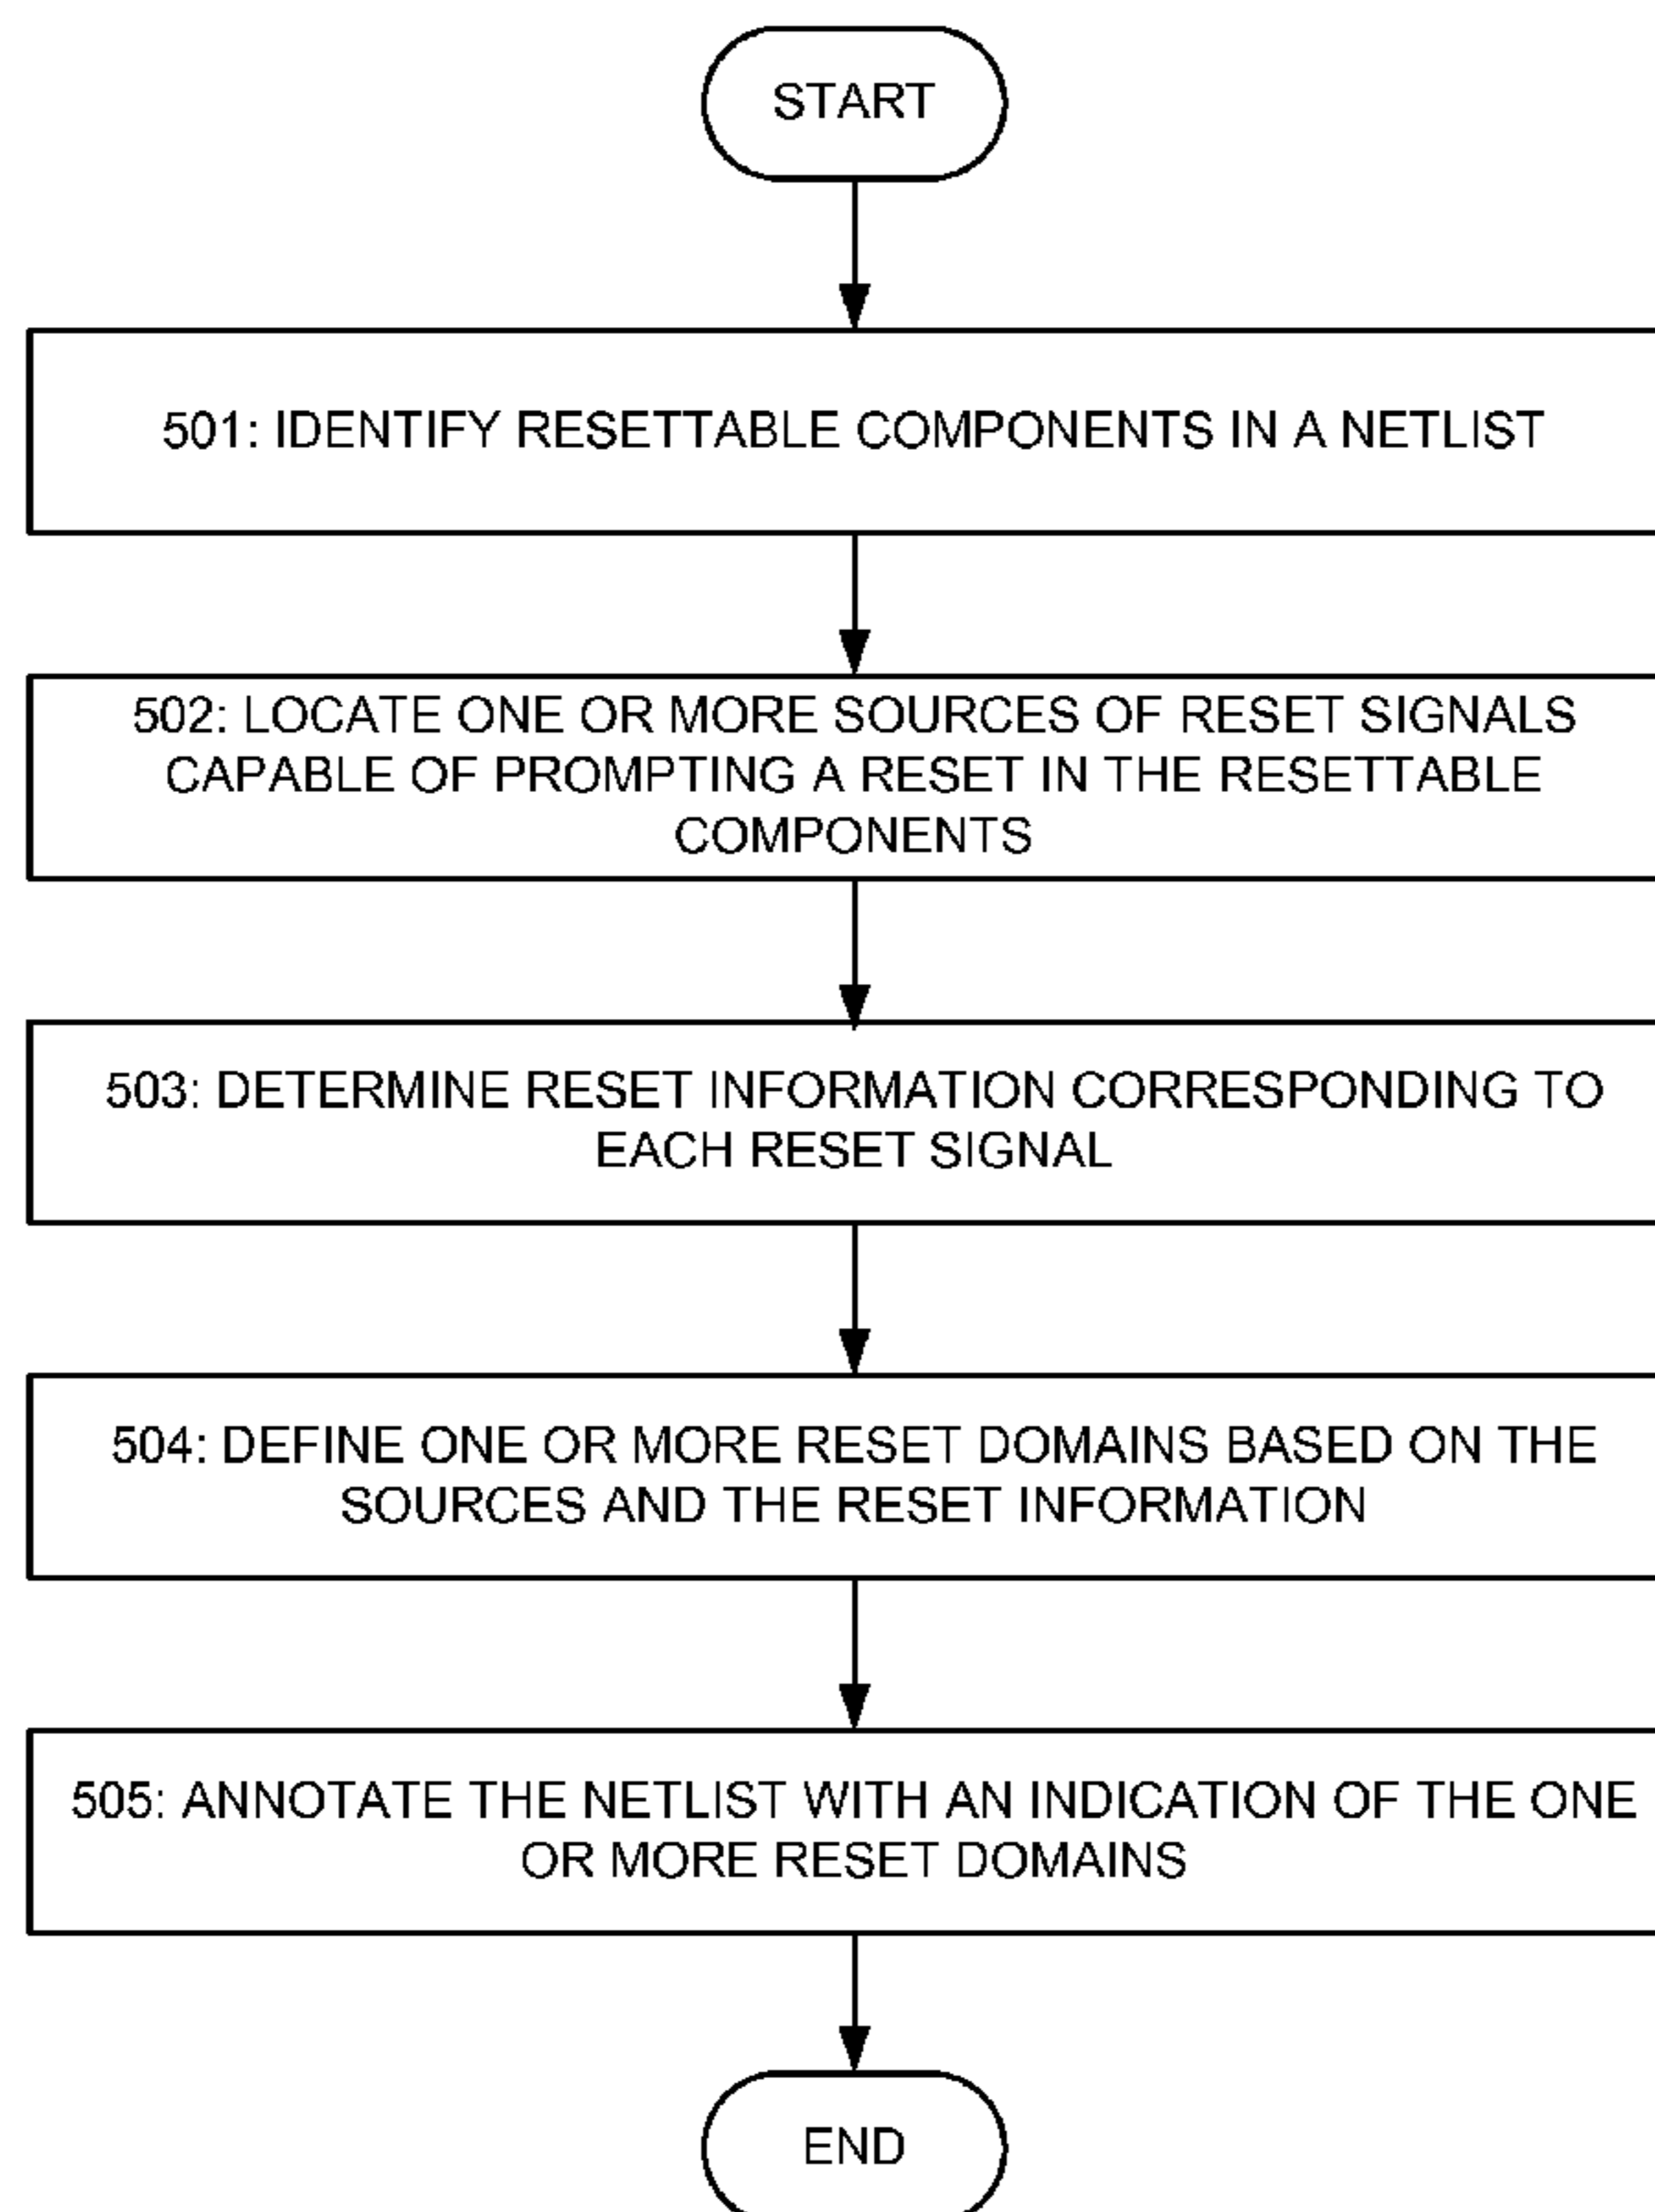 START
501: IDENTIFY RESETTABLE COMPONENTS IN A NETLIST
502: LOCATE ONE OR MORE SOURCES OF RESET SIGNALS
CAPABLE OF PROMPTING A RESET IN THE RESETTABLE
COMPONENTS
503: DETERMINE RESET INFORMATION CORRESPONDING TO
EACH RESET SIGNAL
504: DEFINE ONE OR MORE RESET DOMAINS BASED ON THE
SOURCES AND THE RESET INFORMATION
505: ANNOTATE THE NETLIST WITH AN INDICATION OF THE ONE
OR MORE RESET DOMAINS
END